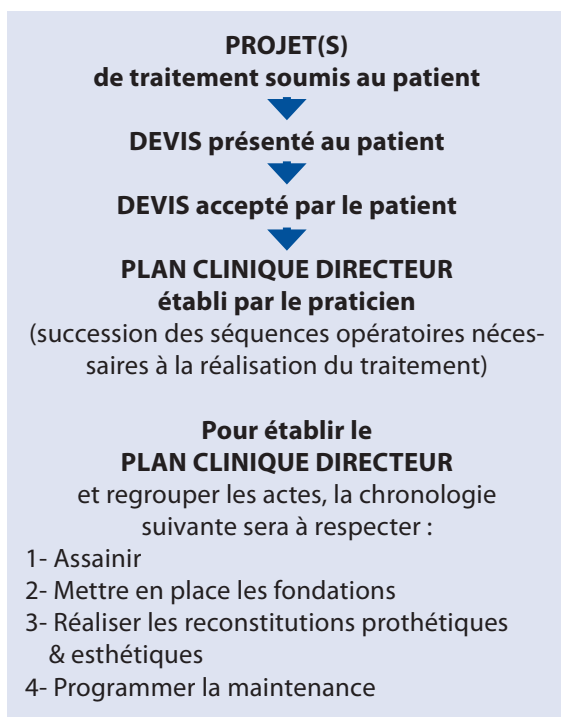 PROJET(S)
de traitement soumis au patient
DEVIS présenté au patient
DEVIS accepté par le patient
PLAN CLINIQUE DIRECTEUR
établi par le praticien
(succession des séquences opératoires néces-
saires à la réalisation du traitement)
Pour établir le
PLAN CLINIQUE DIRECTEUR
et regrouper les actes, la chronologie
suivante sera à respecter :
1- Assainir
2- Mettre en place les fondations
3- Réaliser les reconstitutions prothétiques
& esthétiques
4- Programmer la maintenance